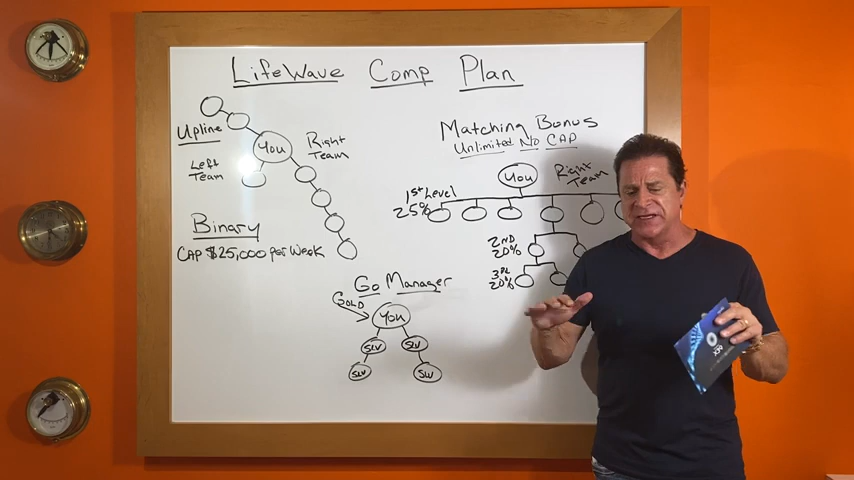 LifeWave Comp Plan
Upline
You
Right Team
Left Team
Binary
CAP $25,000 per Week
Matching Bonus
Unlimited No CAP
You
Right Team
1st Level
25%
2ND
20%
3RD
20%
Go Manager
GOLD
You
SLV
SLV
SLV
SLV
X39